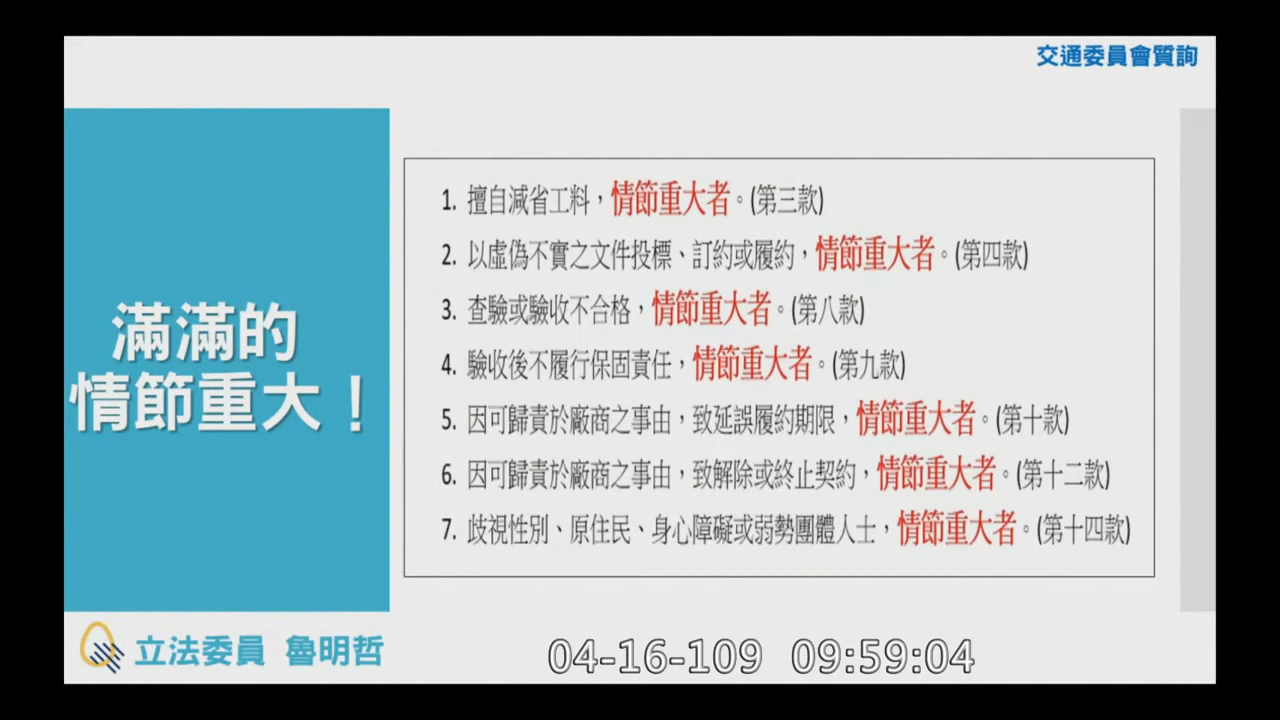 交通委員會質詢
滿滿的
情節重大！
1. 擅自減省工料，情節重大者。(第三款)
2. 以虛偽不實之文件投標、訂約或履約，情節重大者。(第四款)
3. 查驗或驗收不合格，情節重大者。(第八款)
4. 驗收後不履行保固責任，情節重大者。(第九款)
5. 因可歸責於廠商之事由，致延誤履約期限，情節重大者。(第十款)
6. 因可歸責於廠商之事由，致解除或終止契約，情節重大者。(第十二款)
7. 歧視性別、原住民、身心障礙或弱勢團體人士，情節重大者。(第十四款)
立法委員 魯明哲
04-16-109 09:59:04